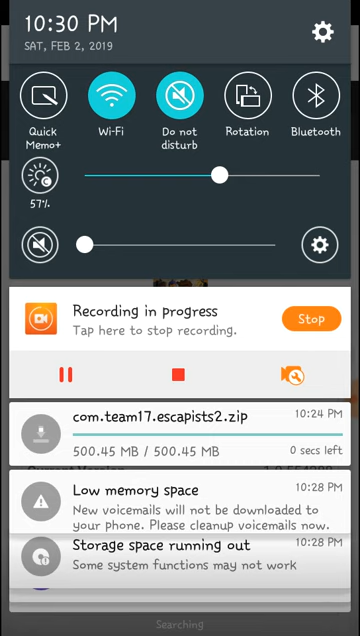 10:30 PM
SAT, FEB 2, 2019
Quick
Memo+
Wi-Fi
Do not
disturb
Rotation
Bluetooth
57%
Recording in progress
Tap here to stop recording.
Stop
com.team17.escapists2.zip
10:24 PM
500.45 MB / 500.45 MB
0 secs left
Low memory space
10:28 PM
New voicemails will not be downloaded to
your phone. Please cleanup voicemails now.
Storage space running out
10:28 PM
Some system functions may not work
Searching